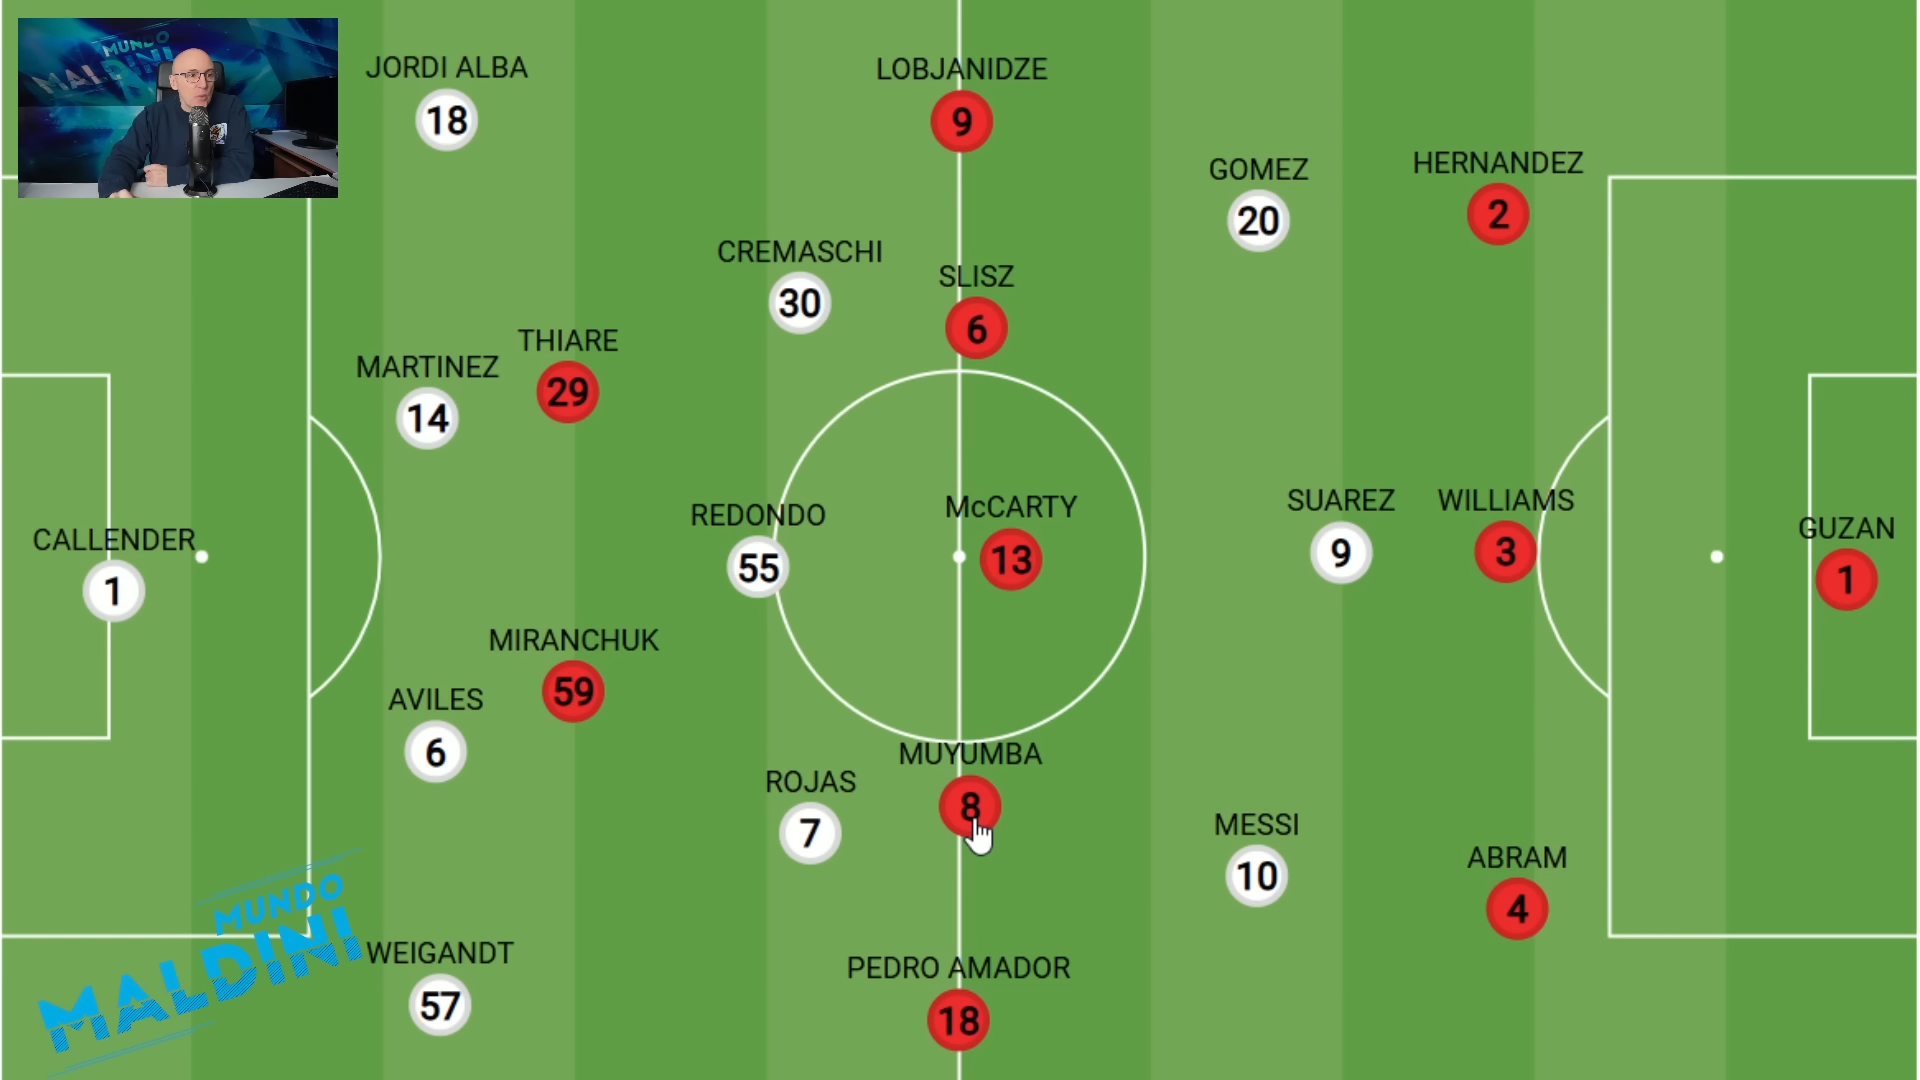 MUNDO
MALDINI
JORDI ALBA
18
LOBJANIDZE
9
GOMEZ
20
HERNANDEZ
2
CREMASCHI
30
SLISZ
6
THIARE
29
MARTINEZ
14
CALLENDER
1
REDONDO
55
McCARTY
13
SUAREZ
9
WILLIAMS
3
GUZAN
1
MIRANCHUK
59
AVILES
6
MUYUMBA
8
ROJAS
7
MESSI
10
ABRAM
4
WEIGANDT
57
PEDRO AMADOR
18
MUNDO
MALDINI